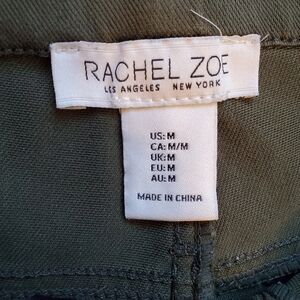 RACHEL ZOE
LOS ANGELES NEW YORK
US: M
CA: M/M
UK: M
EU: M
AU: M
MADE IN CHINA